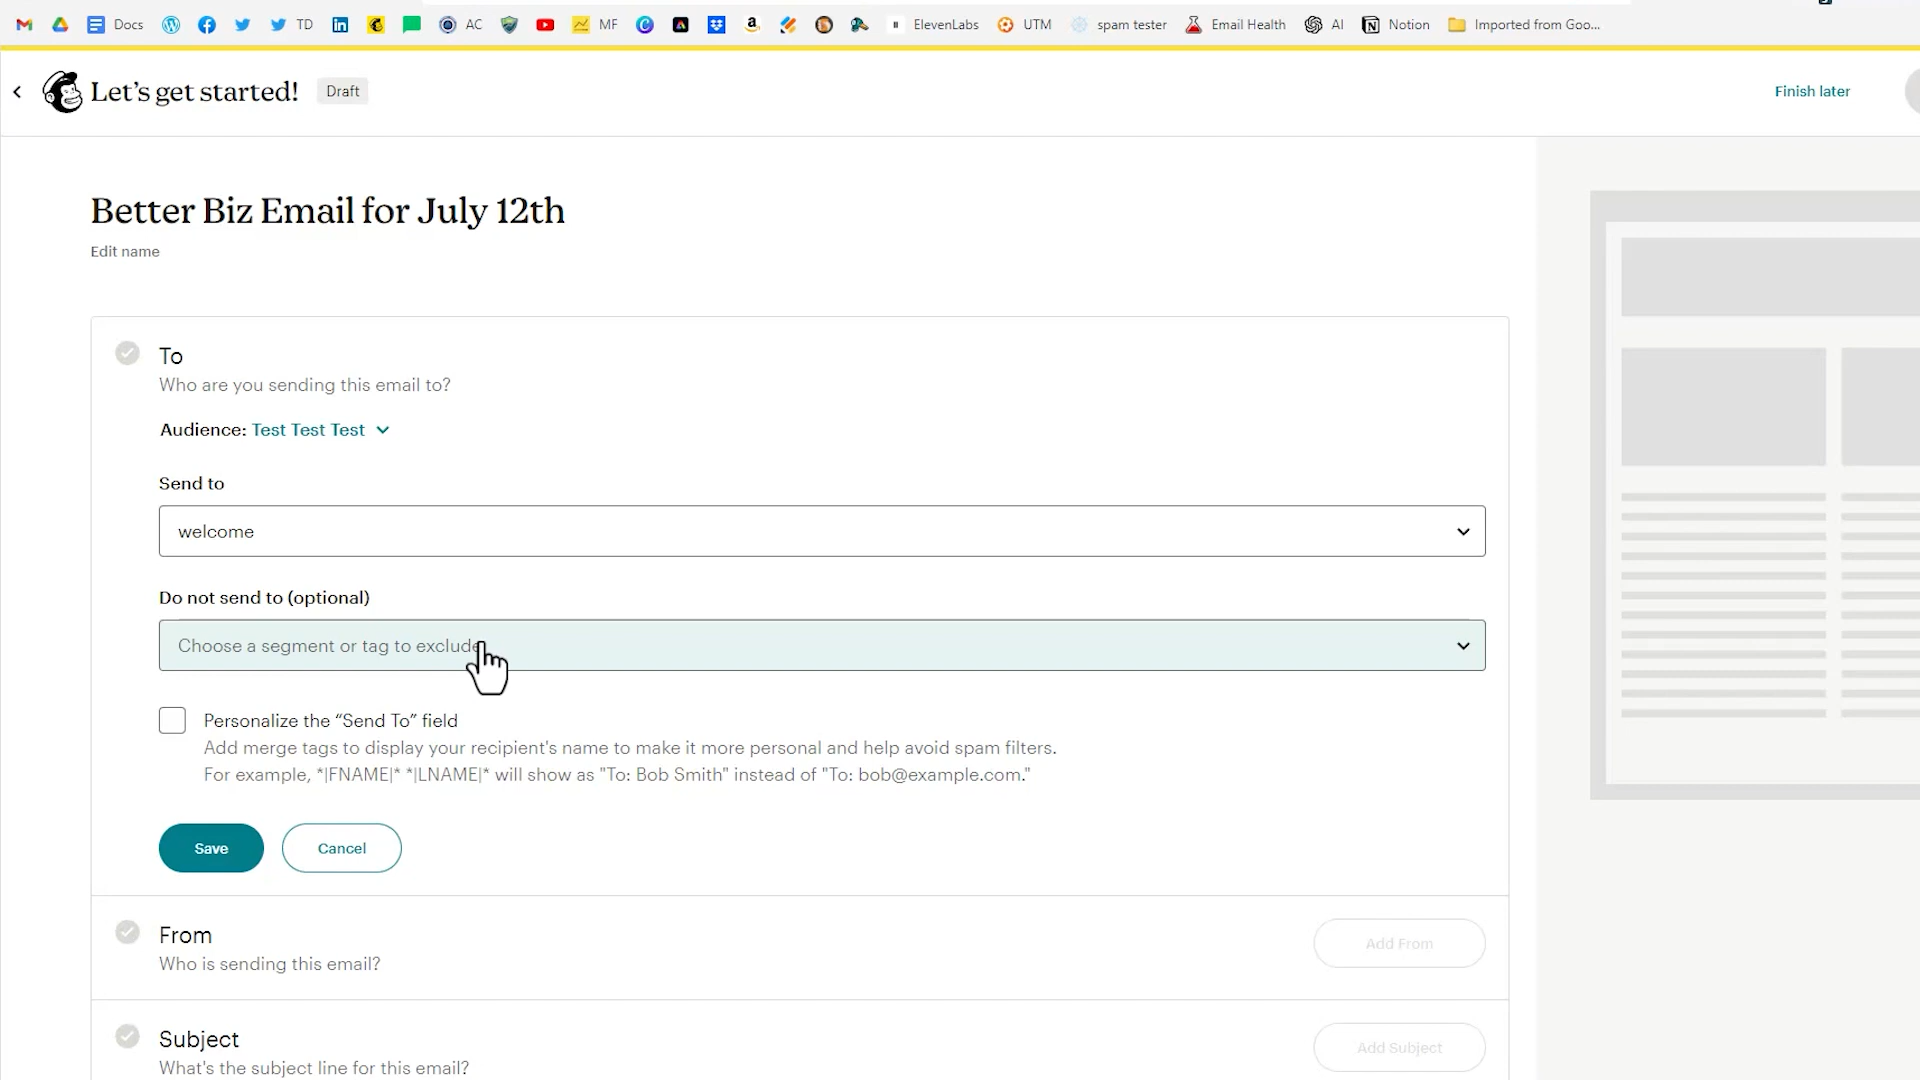 Docs TD AC MF ElevenLabs UTM spam tester Email Health AI Notion Imported from Goo...
Let's get started! Draft Finish later
Better Biz Email for July 12th
Edit name
To
Who are you sending this email to?
Audience: Test Test Test
Send to
welcome
Do not send to (optional)
Choose a segment or tag to exclude
Personalize the “Send To” field
Add merge tags to display your recipient's name to make it more personal and help avoid spam filters.
For example, *|FNAME|* *|LNAME|* will show as "To: Bob Smith" instead of "To: bob@example.com."
Save Cancel
From
Add From
Who is sending this email?
Subject
Add Subject
What's the subject line for this email?